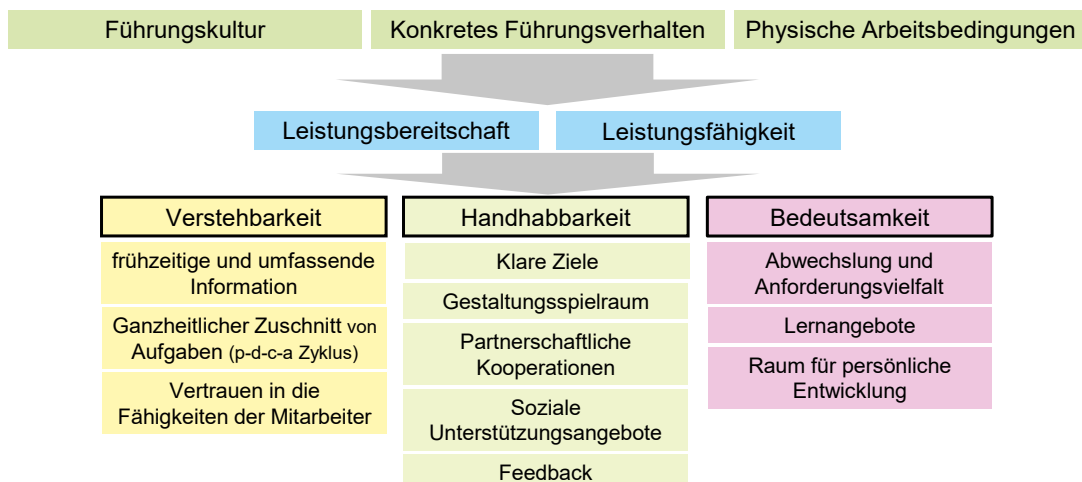 Führungskultur
Konkretes Führungsverhalten
Physische Arbeitsbedingungen
Leistungsbereitschaft
Leistungsfähigkeit
Verstehbarkeit
frühzeitige und umfassende
Information
Ganzheitlicher Zuschnitt von
Aufgaben (p-d-c-a Zyklus)
Vertrauen in die
Fähigkeiten der Mitarbeiter
Handhabbarkeit
Klare Ziele
Gestaltungsspielraum
Partnerschaftliche
Kooperationen
Soziale
Unterstützungsangebote
Feedback
Bedeutsamkeit
Abwechslung und
Anforderungsvielfalt
Lernangebote
Raum für persönliche
Entwicklung